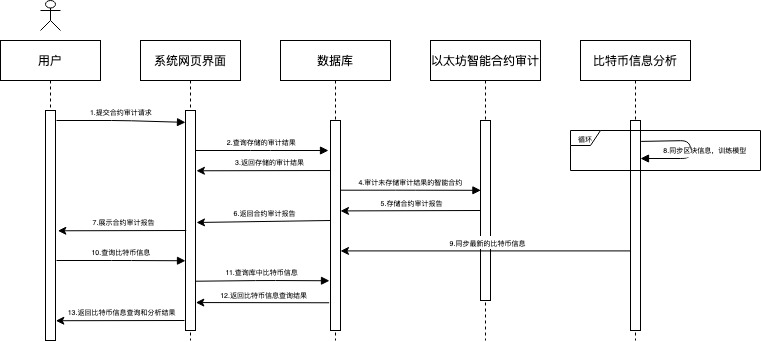 用户
系统网页界面
数据库
以太坊智能合约审计
比特币信息分析
1.提交合约审计请求
2.查询存储的审计结果
循环
8.同步区块信息，训练模型
3.返回存储的审计结果
4.审计未存储审计结果的智能合约
5.存储合约审计报告
6.返回合约审计报告
7.展示合约审计报告
9.同步最新的比特币信息
10.查询比特币信息
11.查询库中比特币信息
12.返回比特币信息查询结果
13.返回比特币信息查询和分析结果